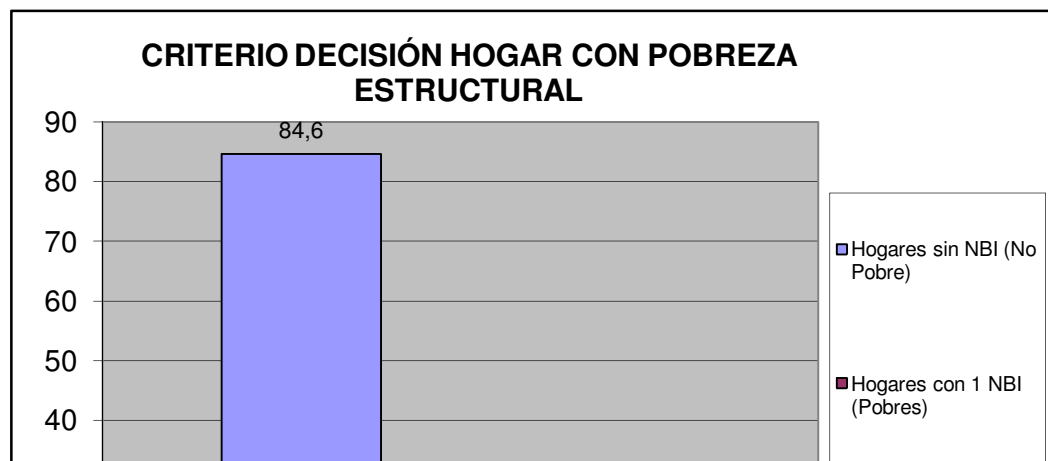 CRITERIO DECISIÓN HOGAR CON POBREZA
ESTRUCTURAL
90
84,6
80
70
60
50
40
Hogares sin NBI (No
Pobre)
Hogares con 1 NBI
(Pobres)